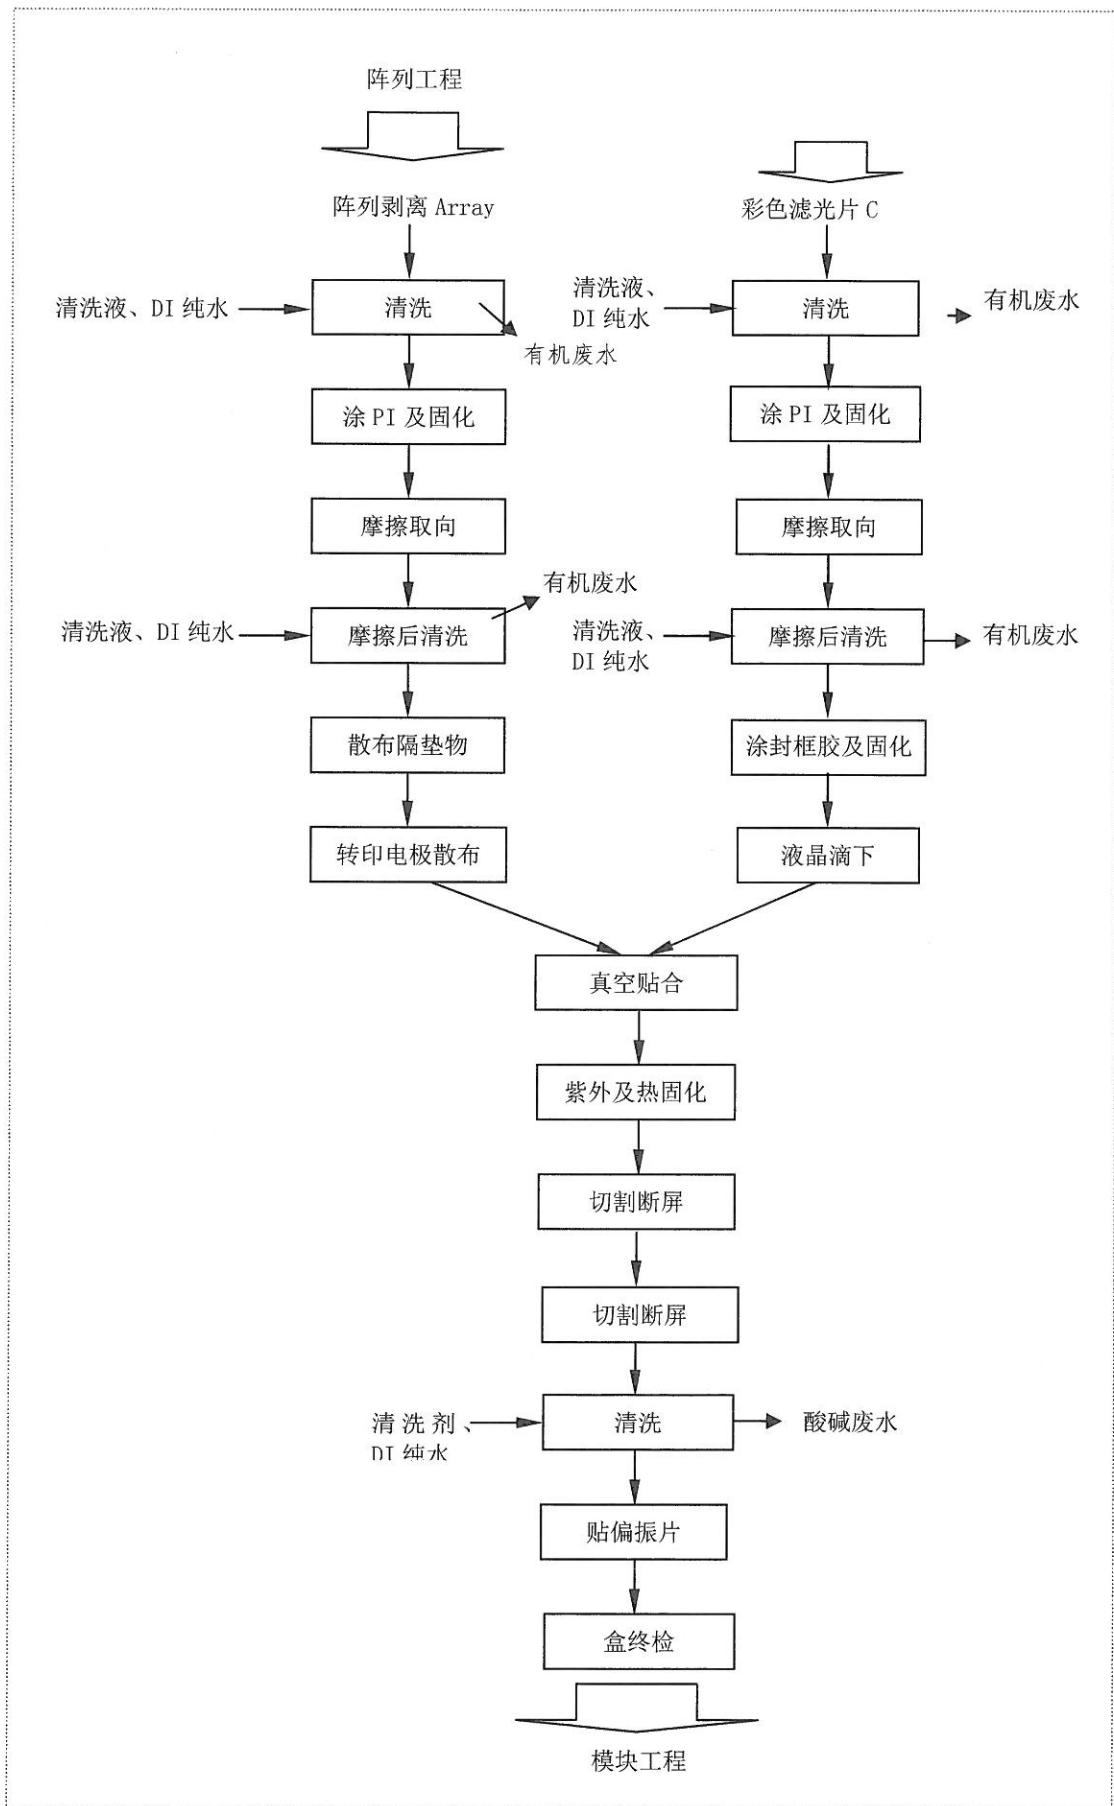 阵列工程
阵列剥离 Array
彩色滤光片 C
清洗液、DI 纯水
清洗
有机废水
清洗液、
DI 纯水
清洗
有机废水
涂 PI 及固化
涂 PI 及固化
摩擦取向
摩擦取向
有机废水
清洗液、DI 纯水
摩擦后清洗
清洗液、
DI 纯水
摩擦后清洗
有机废水
散布隔垫物
涂封框胶及固化
转印电极散布
液晶滴下
真空贴合
紫外及热固化
切割断屏
切割断屏
清洗剂、
DI 纯水
清洗
酸碱废水
贴偏振片
盒终检
模块工程